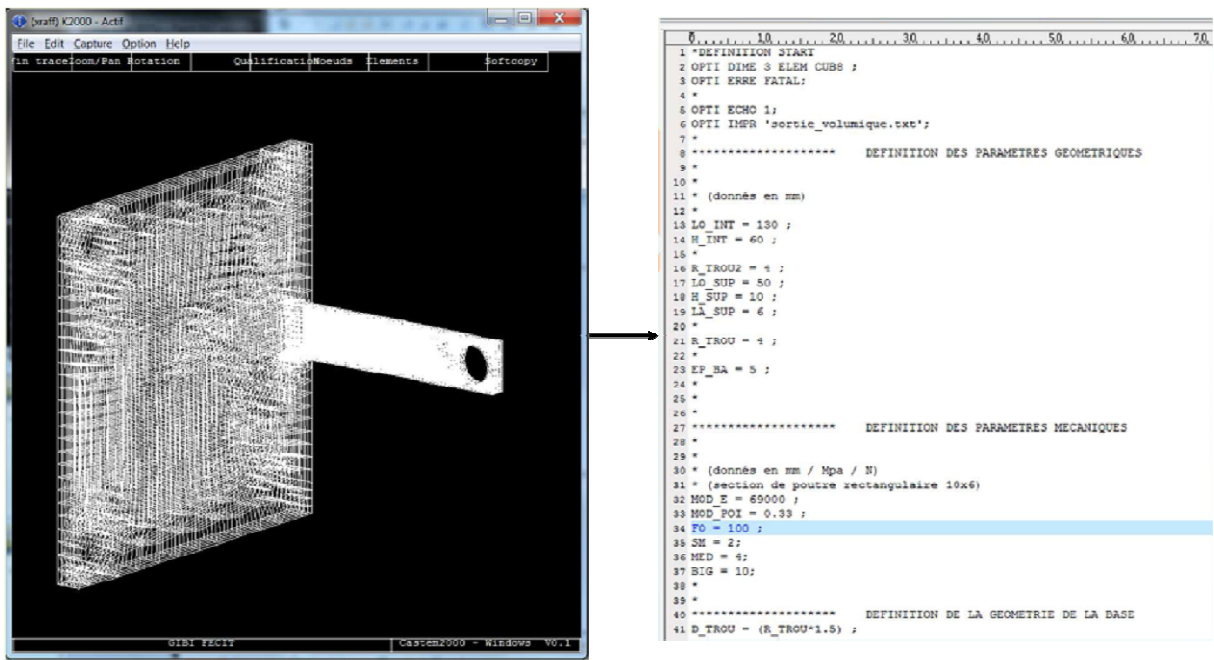 (xraff) K2000 - Actif
File Edit Capture Option Help
fin trace Zoom/Pan Rotation Qualificatio Noeuds Elements Softcopy
GIBI FECIT Castem2000 - Windows V0.1
0 10 20 30 40 50 60 70
1 *DEFINITION START
2 OPTI DIME 3 ELEM CUB8 ;
3 OPTI ERRE FATAL;
4 *
5 OPTI ECHO 1;
6 OPTI IMPR 'sortie_volumique.txt';
7 *
8 ******************** DEFINITION DES PARAMETRES GEOMETRIQUES
9 *
10 *
11 * (donnés en mm)
12 *
13 LO_INT = 130 ;
14 H_INT = 60 ;
15 *
16 R_TROU2 = 4 ;
17 LO_SUP = 50 ;
18 H_SUP = 10 ;
19 LA_SUP = 6 ;
20 *
21 R_TROU = 4 ;
22 *
23 EP_BA = 5 ;
24 *
25 *
26 *
27 ******************** DEFINITION DES PARAMETRES MECANIQUES
28 *
29 *
30 * (donnés en mm / Mpa / N)
31 * (section de poutre rectangulaire 10x6)
32 MOD_E = 69000 ;
33 MOD_POI = 0.33 ;
34 FO = 100 ;
35 SM = 2;
36 MED = 4;
37 BIG = 10;
38 *
39 *
40 ******************** DEFINITION DE LA GEOMETRIE DE LA BASE
41 D_TROU = (R_TROU*1.5) ;